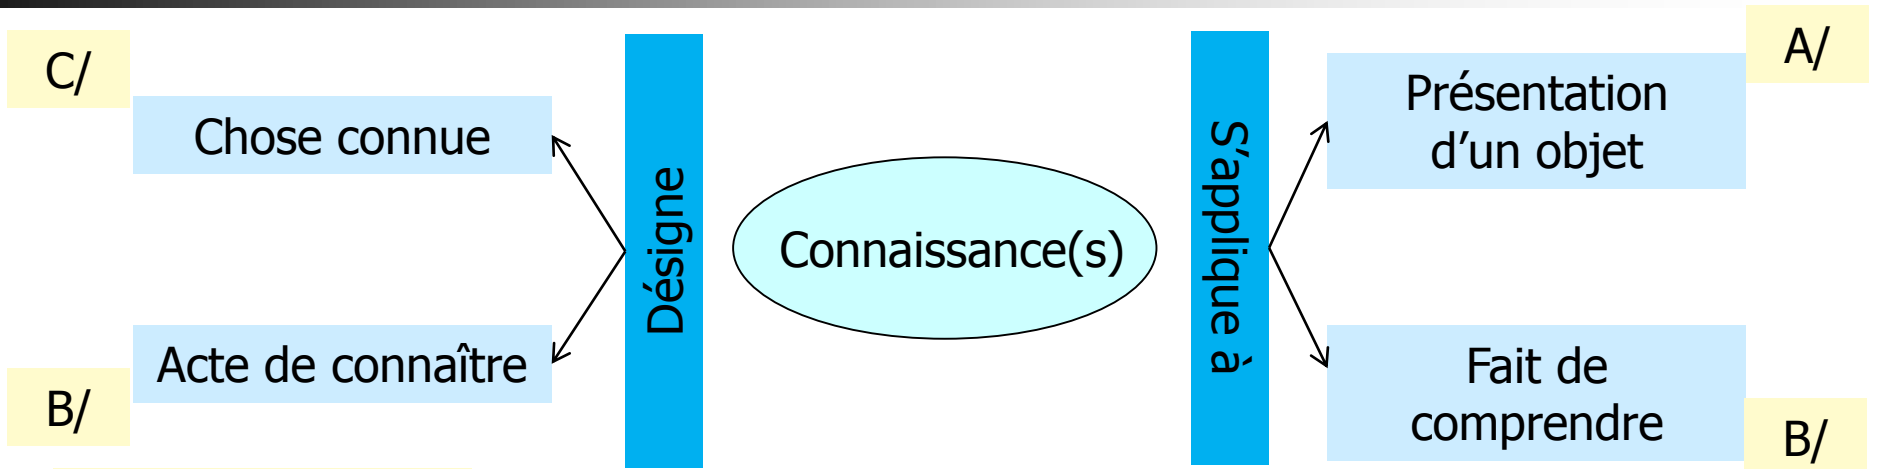 C/
Chose connue
Acte de connaître
B/
Désigne
Connaissance(s)
S'applique à
A/
Présentation
d’un objet
Fait de
comprendre
B/